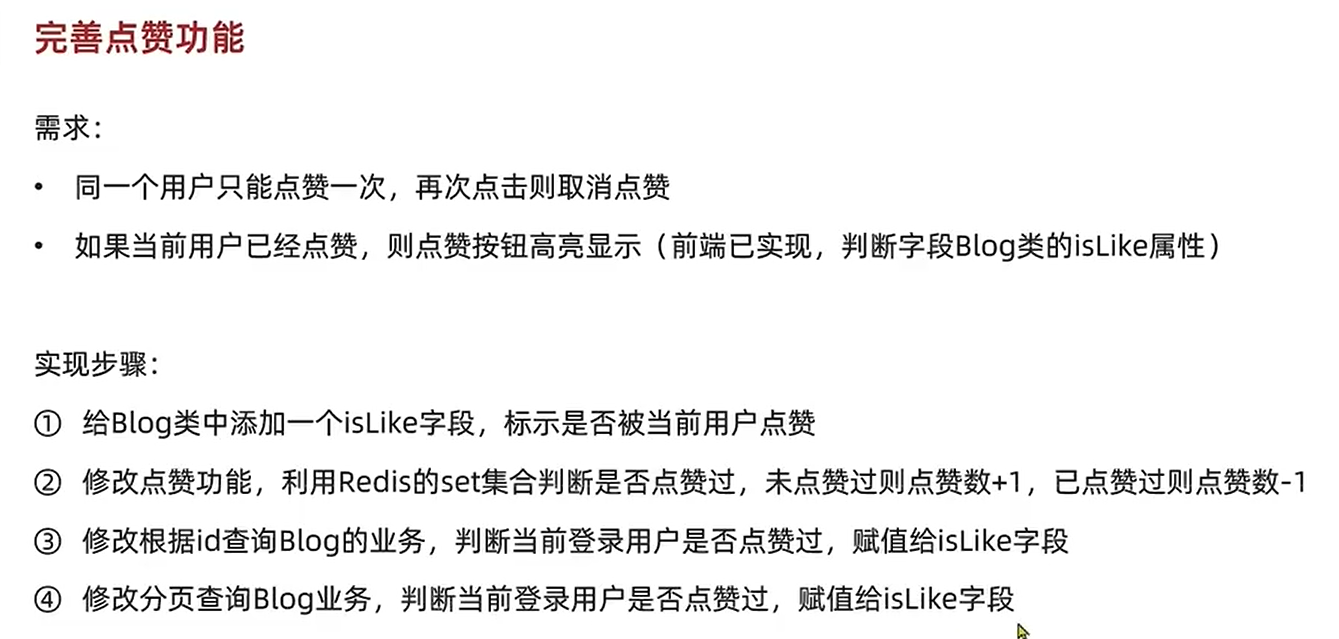 完善点赞功能
需求：
• 同一个用户只能点赞一次，再次点击则取消点赞
• 如果当前用户已经点赞，则点赞按钮高亮显示（前端已实现，判断字段Blog类的isLike属性）
实现步骤：
① 给Blog类中添加一个isLike字段，标示是否被当前用户点赞
② 修改点赞功能，利用Redis的set集合判断是否点赞过，未点赞过则点赞数+1，已点赞过则点赞数-1
③ 修改根据id查询Blog的业务，判断当前登录用户是否点赞过，赋值给isLike字段
④ 修改分页查询Blog业务，判断当前登录用户是否点赞过，赋值给isLike字段